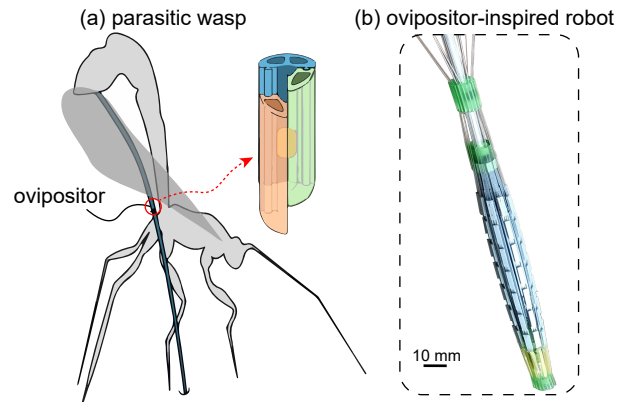 (a) parasitic wasp
(b) ovipositor-inspired robot
ovipositor
10 mm